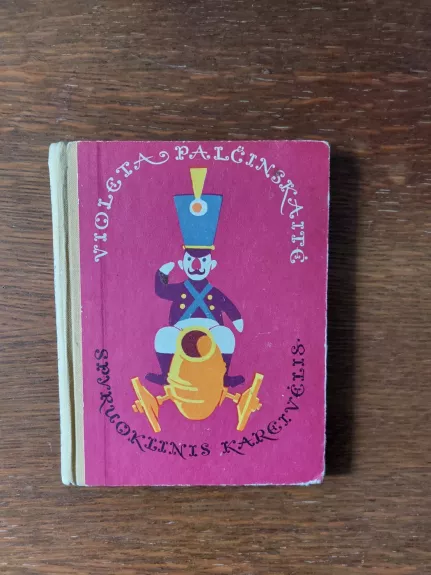 VIOLETA PALČINSKAITĖ
SPYRUOKLINIS KAREIVĖLIS.